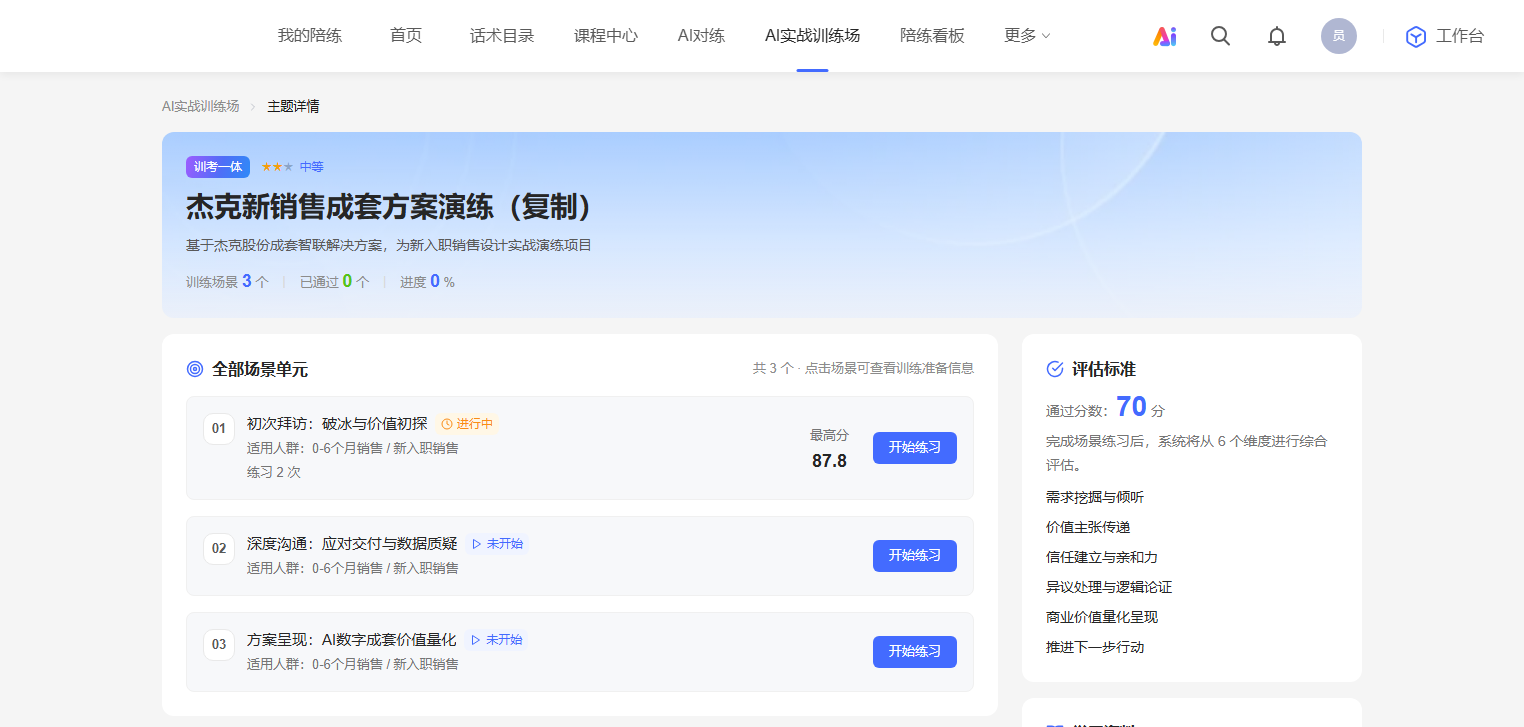 我的陪练 首页 话术目录 课程中心 AI对练 AI实战训练场 陪练看板 更多 Ai 员 工作台
AI实战训练场 > 主题详情
训考一体 ★★★ 中等
杰克新销售成套方案演练（复制）
基于杰克股份成套智联解决方案，为新入职销售设计实战演练项目
训练场景 3 个 | 已通过 0 个 | 进度 0 %
全部场景单元 共 3 个 · 点击场景可查看训练准备信息
01 初次拜访：破冰与价值初探 进行中
适用人群：0-6个月销售 / 新入职销售
练习 2 次
最高分
87.8
开始练习
02 深度沟通：应对交付与数据质疑 未开始
适用人群：0-6个月销售 / 新入职销售
开始练习
03 方案呈现：AI数字成套价值量化 未开始
适用人群：0-6个月销售 / 新入职销售
开始练习
评估标准
通过分数：70 分
完成场景练习后，系统将从 6 个维度进行综合
评估。
需求挖掘与倾听
价值主张传递
信任建立与亲和力
异议处理与逻辑论证
商业价值量化呈现
推进下一步行动